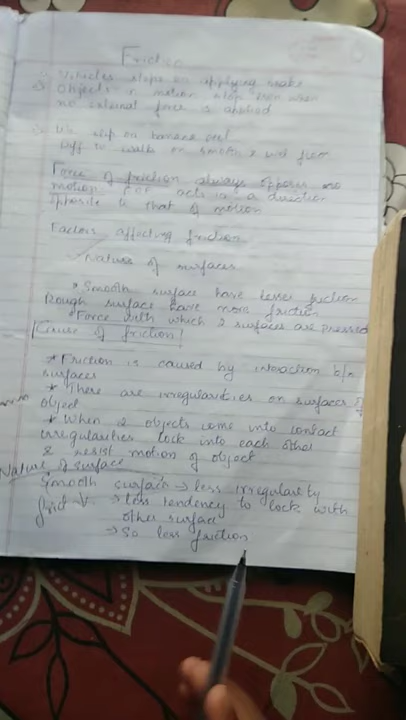 Friction
Vehicles stops on applying brake
Objects in motion stop even when
no external force is applied
We slip on banana peel
Diff to walk on smooth & wet floor
Force of friction always opposes
motion FOF acts in a direction
opposite to that of motion
Factors affecting friction
Nature of surfaces
* Smooth surface have lesser friction
Rough surface have more friction
* Force with which 2 surfaces are pressed
Cause of friction!
* Friction is caused by interaction b/n
surfaces
* There are irregularities on surfaces of
object
* When 2 objects come into contact
irregularities lock into each other
& resist motion of object
Nature of surface
Smooth surface → less irregularity
frict ↓ → less tendency to lock with
other surface
→ So less friction